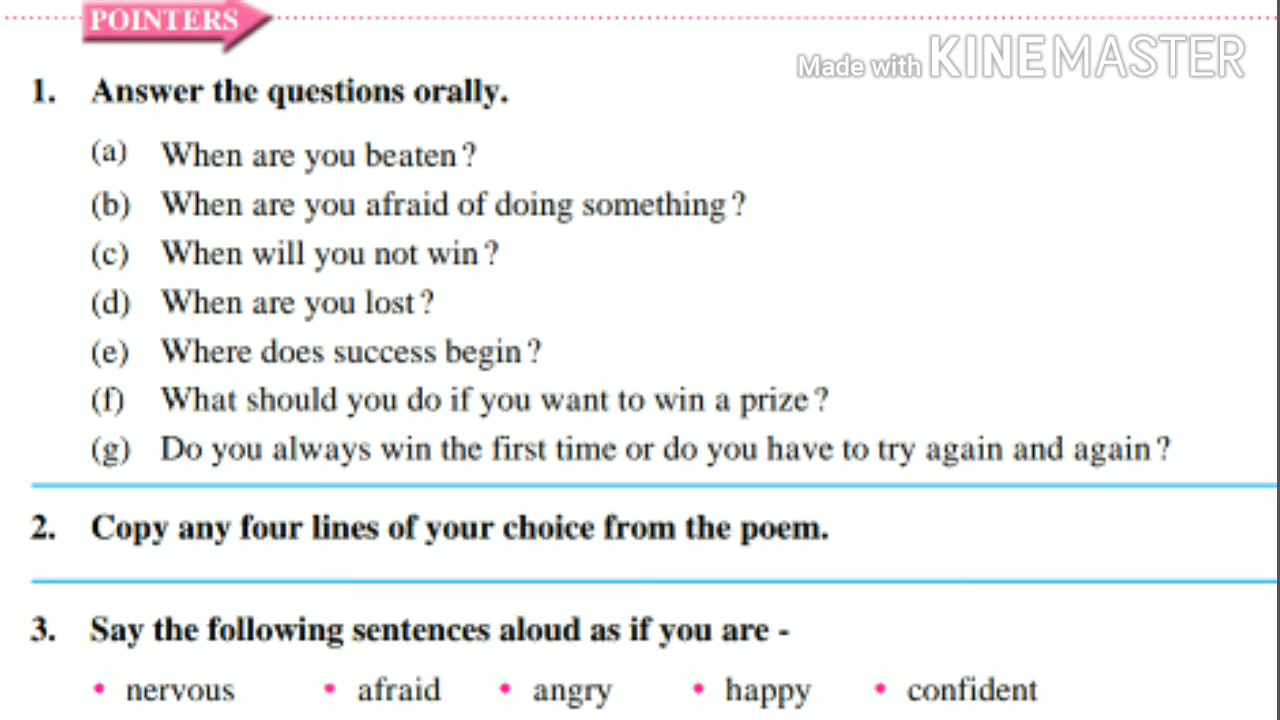 POINTERS
Made with KINEMASTER
1. Answer the questions orally.
(a) When are you beaten?
(b) When are you afraid of doing something?
(c) When will you not win?
(d) When are you lost?
(e) Where does success begin?
(f) What should you do if you want to win a prize?
(g) Do you always win the first time or do you have to try again and again?
2. Copy any four lines of your choice from the poem.
3. Say the following sentences aloud as if you are -
• nervous • afraid • angry • happy • confident